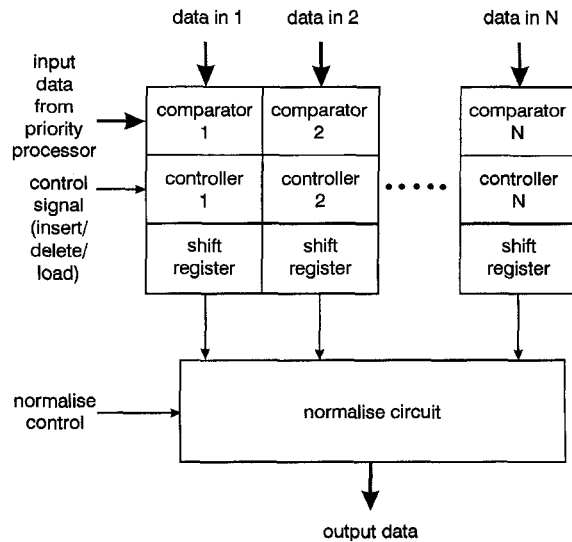 data in 1
data in 2
data in N
input
data
from
priority
processor
comparator
1
comparator
2
comparator
N
control
signal
(insert/
delete/
load)
controller
1
controller
2
controller
N
shift
register
shift
register
shift
register
normalise
control
normalise circuit
output data